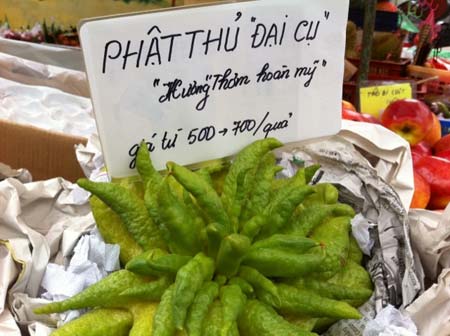 PHẬT THỦ "ĐẠI CỤ"
"Hương" Thơm hoàn mỹ"
giá từ 500 → 700/quả